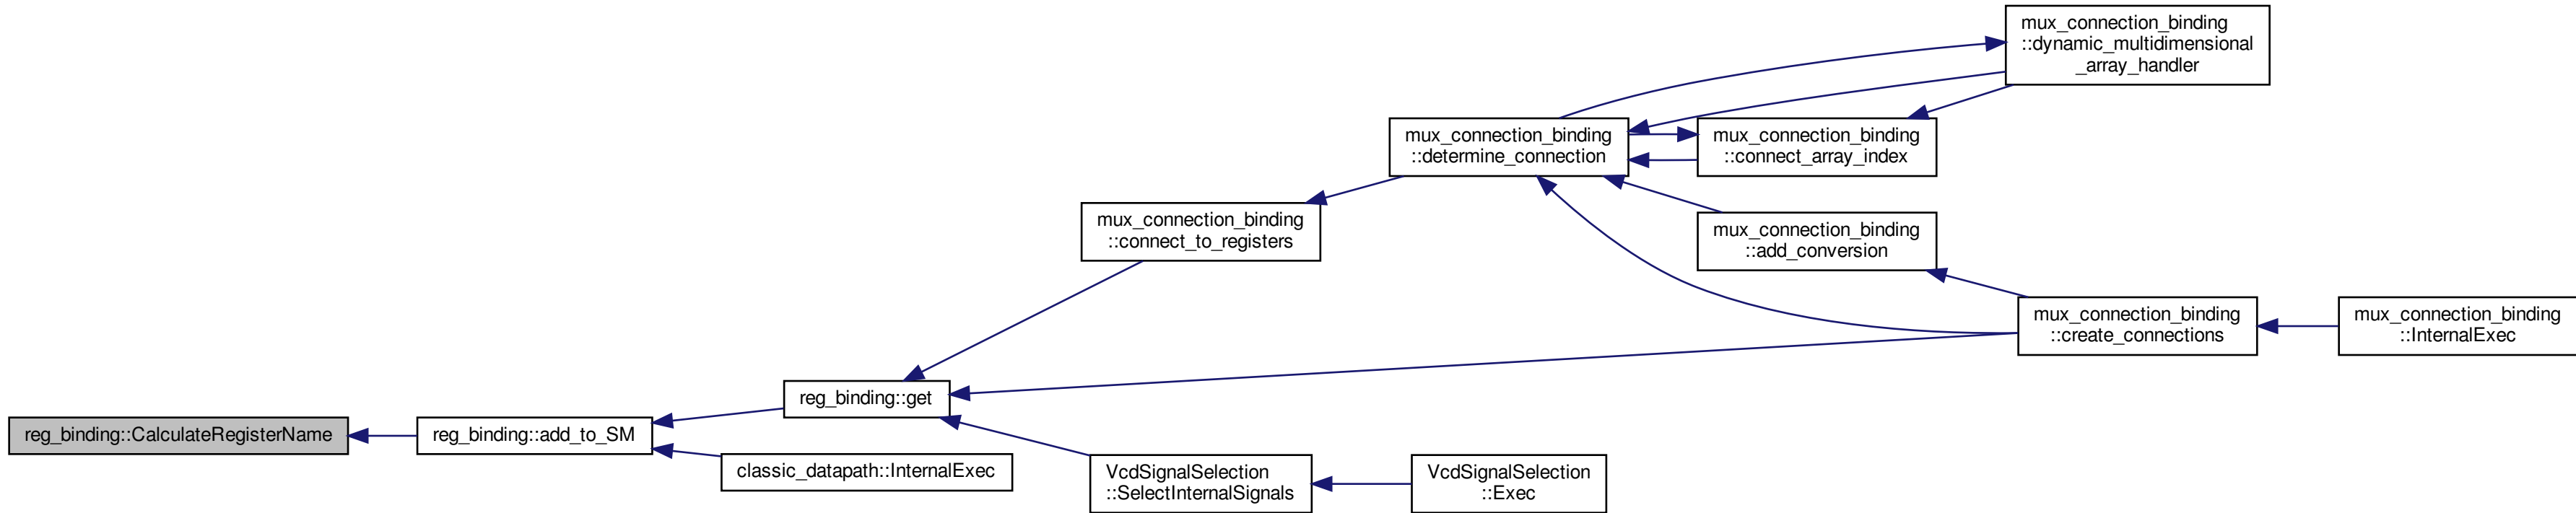 mux_connection_binding
::dynamic_multidimensional
_array_handler
mux_connection_binding
::determine_connection
mux_connection_binding
::connect_array_index
mux_connection_binding
::connect_to_registers
mux_connection_binding
::add_conversion
mux_connection_binding
::create_connections
mux_connection_binding
::InternalExec
reg_binding::get
reg_binding::CalculateRegisterName
reg_binding::add_to_SM
classic_datapath::InternalExec
VcdSignalSelection
::SelectInternalSignals
VcdSignalSelection
::Exec